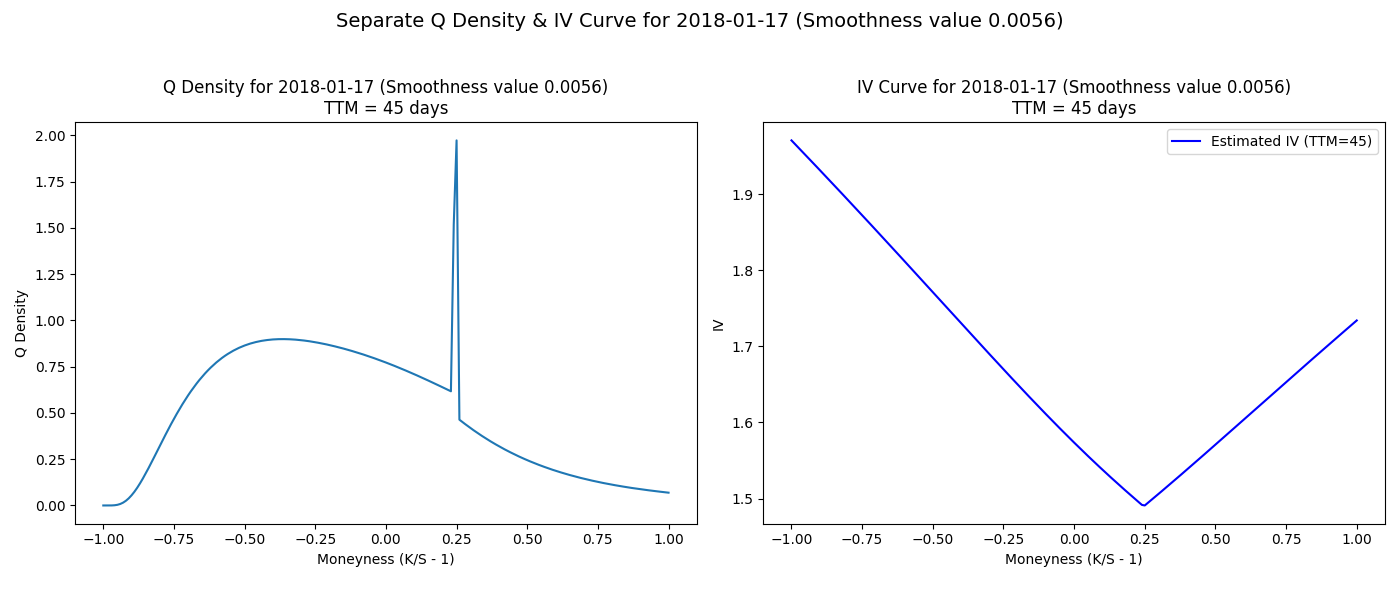 Separate Q Density & IV Curve for 2018-01-17 (Smoothness value 0.0056)
Q Density for 2018-01-17 (Smoothness value 0.0056)
TTM = 45 days
2.00
1.75
1.50
1.25
1.00
0.75
0.50
0.25
0.00
Q Density
−1.00 −0.75 −0.50 −0.25 0.00 0.25 0.50 0.75 1.00
Moneyness (K/S - 1)
IV Curve for 2018-01-17 (Smoothness value 0.0056)
TTM = 45 days
Estimated IV (TTM=45)
1.9
1.8
1.7
1.6
1.5
IV
−1.00 −0.75 −0.50 −0.25 0.00 0.25 0.50 0.75 1.00
Moneyness (K/S - 1)